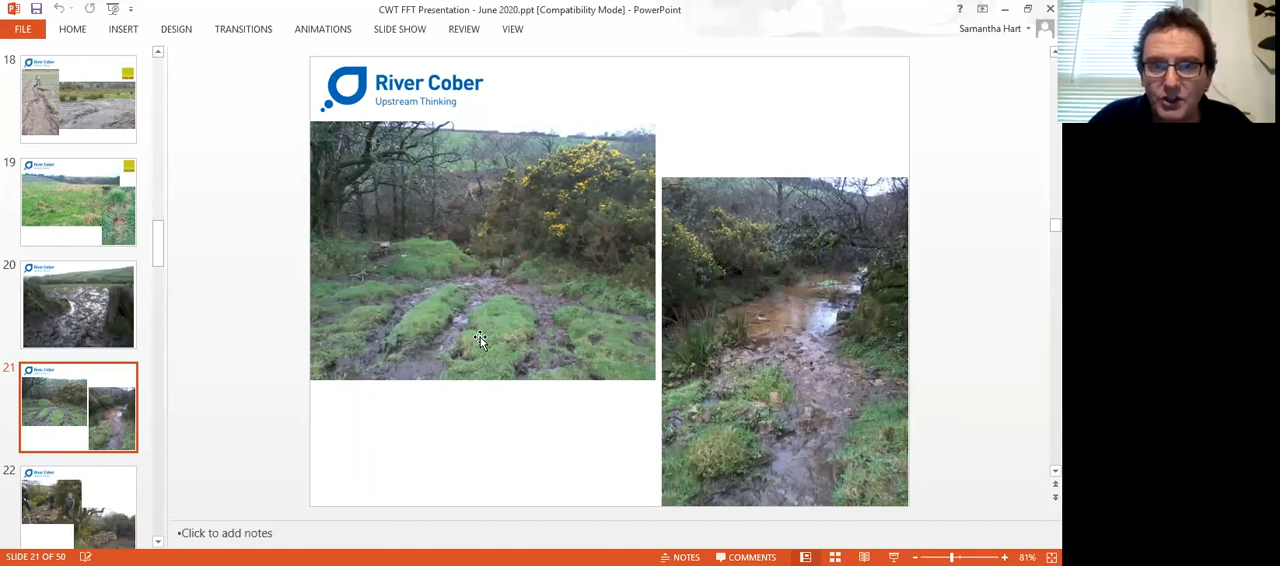 CWT FFT Presentation - June 2020.ppt [Compatibility Mode] - PowerPoint
FILE HOME INSERT DESIGN TRANSITIONS ANIMATIONS SLIDE SHOW REVIEW VIEW
Samantha Hart
18
River Cober
Upstream Thinking
19
20
21
22
•Click to add notes
SLIDE 21 OF 50
NOTES COMMENTS 81%